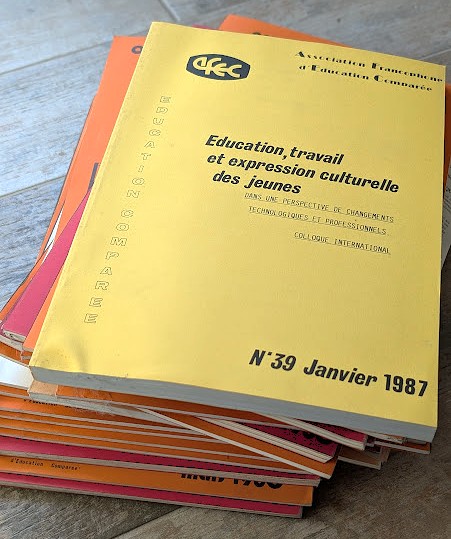 afec
Association Francophone
d'Education Comparée
EDUCATION COMPAREE
Education, travail
et expression culturelle
des jeunes
DANS UNE PERSPECTIVE DE CHANGEMENTS
TECHNOLOGIQUES ET PROFESSIONNELS
COLLOQUE INTERNATIONAL
N°39 Janvier 1987
d'Education Comparée